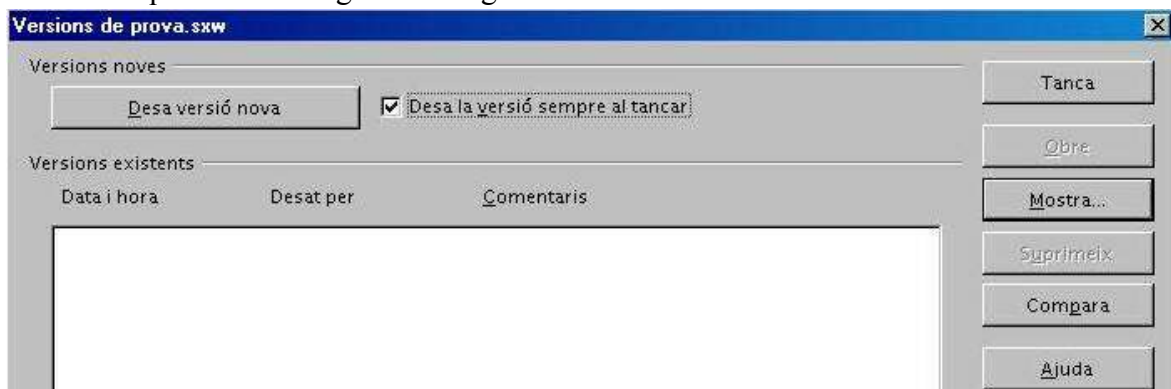 Versions de prova.sxw
Versions noves
Desa versió nova
Desa la versió sempre al tancar
Tanca
Obre
Versions existents
Data i hora
Desat per
Comentaris
Mostra...
Suprimeix
Compara
Ajuda